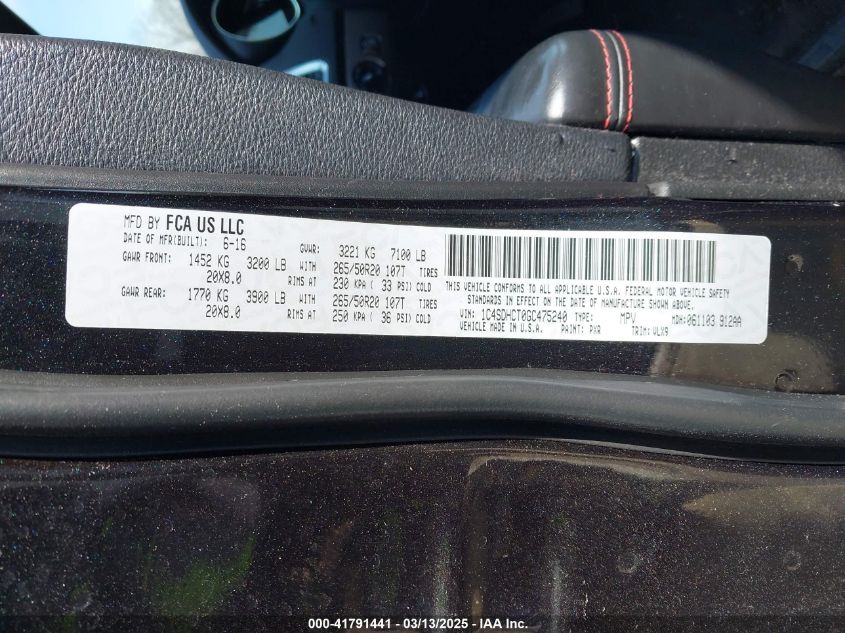 MFD BY FCA US LLC
DATE OF MFR(BUILT): 6-16 GVWR: 3221 KG 7100 LB
GAWR FRONT: 1452 KG 3200 LB WITH 265/50R20 107T TIRES
20X8.0 RIMS AT 230 KPA ( 33 PSI) COLD
GAWR REAR: 1770 KG 3900 LB WITH 265/50R20 107T TIRES
20X8.0 RIMS AT 250 KPA ( 36 PSI) COLD
THIS VEHICLE CONFORMS TO ALL APPLICABLE U.S.A. FEDERAL MOTOR VEHICLE SAFETY
STANDARDS IN EFFECT ON THE DATE OF MANUFACTURE SHOWN ABOVE.
VIN: 1C4SDHCT0GC475240 TYPE: MPV MDH: 061103 912AA
VEHICLE MADE IN U.S.A. PAINT: PXR TRIM: VLX9
000-41791441 - 03/13/2025 - IAA Inc.